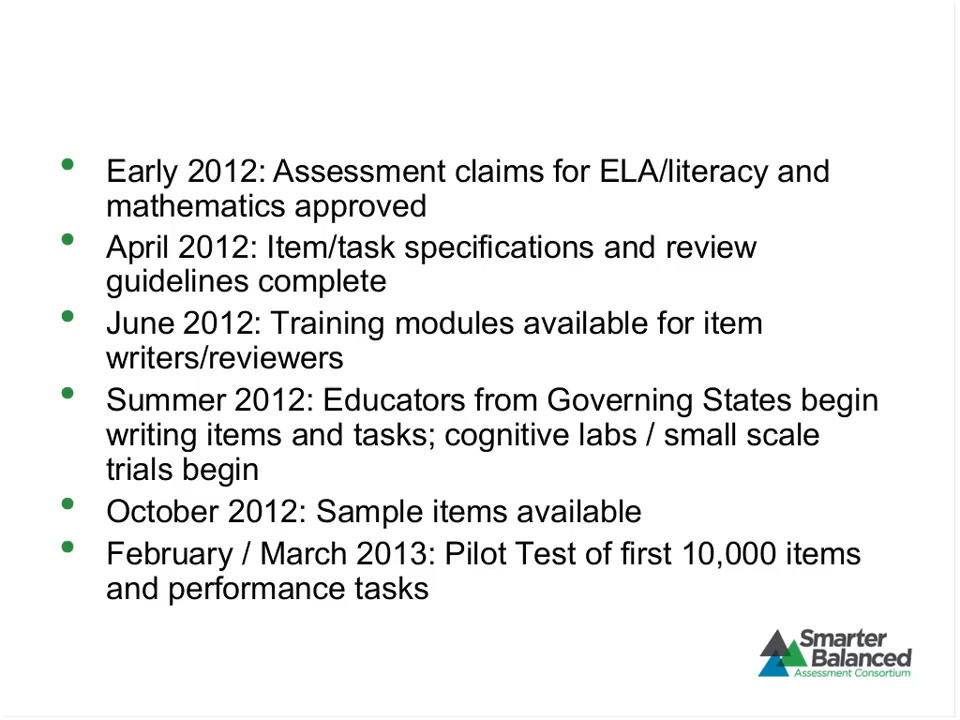 • Early 2012: Assessment claims for ELA/literacy and
mathematics approved
• April 2012: Item/task specifications and review
guidelines complete
• June 2012: Training modules available for item
writers/reviewers
• Summer 2012: Educators from Governing States begin
writing items and tasks; cognitive labs / small scale
trials begin
• October 2012: Sample items available
• February / March 2013: Pilot Test of first 10,000 items
and performance tasks
Smarter
Balanced
Assessment Consortium